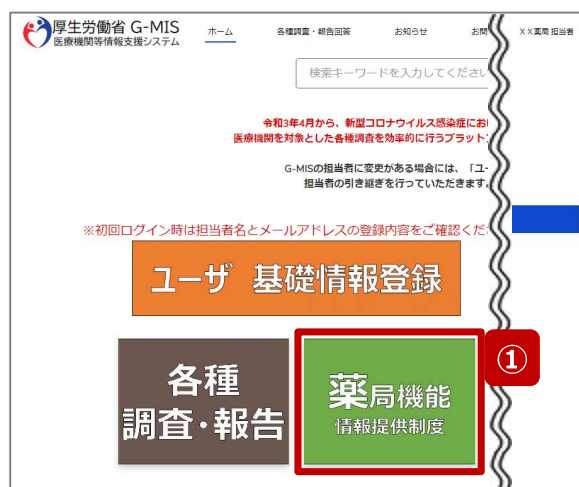 厚生労働省 G-MIS
医療機関等情報支援システム
ホーム
各種調査・報告回答
お知らせ
お問
××薬局 担当者
検索キーワードを入力してください
令和3年4月から、新型コロナウイルス感染症にお
医療機関を対象とした各種調査を効率的に行うプラット
G-MISの担当者に変更がある場合には、「ユー
担当者の引き継ぎを行っていただきます。
※初回ログイン時は担当者名とメールアドレスの登録内容をご確認くだ
ユーザ 基礎情報登録
①
各種
調査・報告
薬局機能
情報提供制度